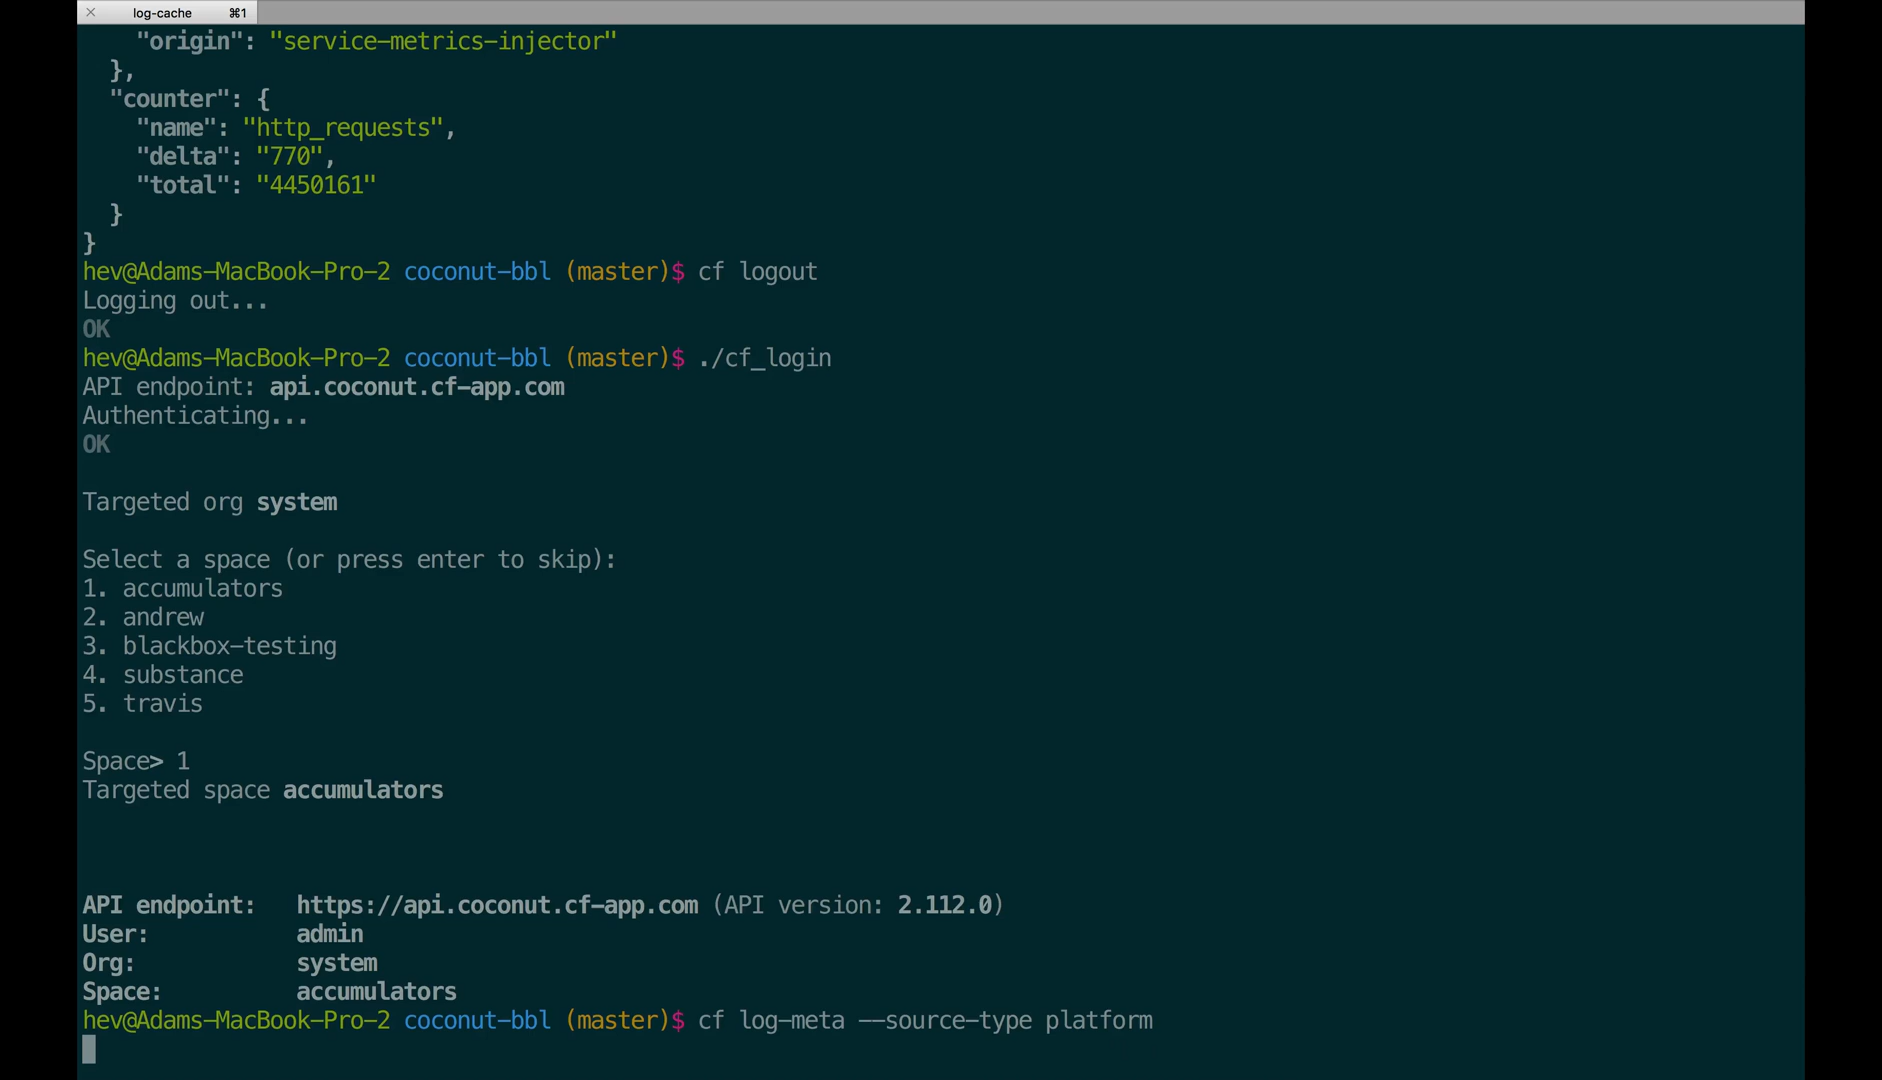 log-cache ⌘1
"origin": "service-metrics-injector"
},
"counter": {
"name": "http_requests",
"delta": "770",
"total": "4450161"
}
}
hev@Adams-MacBook-Pro-2 coconut-bbl (master)$ cf logout
Logging out...
OK
hev@Adams-MacBook-Pro-2 coconut-bbl (master)$ ./cf_login
API endpoint: api.coconut.cf-app.com
Authenticating...
OK
Targeted org system
Select a space (or press enter to skip):
1. accumulators
2. andrew
3. blackbox-testing
4. substance
5. travis
Space> 1
Targeted space accumulators
API endpoint: https://api.coconut.cf-app.com (API version: 2.112.0)
User: admin
Org: system
Space: accumulators
hev@Adams-MacBook-Pro-2 coconut-bbl (master)$ cf log-meta --source-type platform